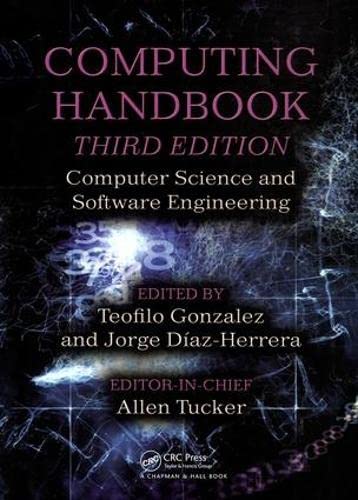 COMPUTING
HANDBOOK
THIRD EDITION
Computer Science and
Software Engineering
EDITED BY
Teofilo Gonzalez
and Jorge Díaz-Herrera
EDITOR-IN-CHIEF
Allen Tucker
CRC
CRC Press
Taylor & Francis Group
A CHAPMAN & HALL BOOK